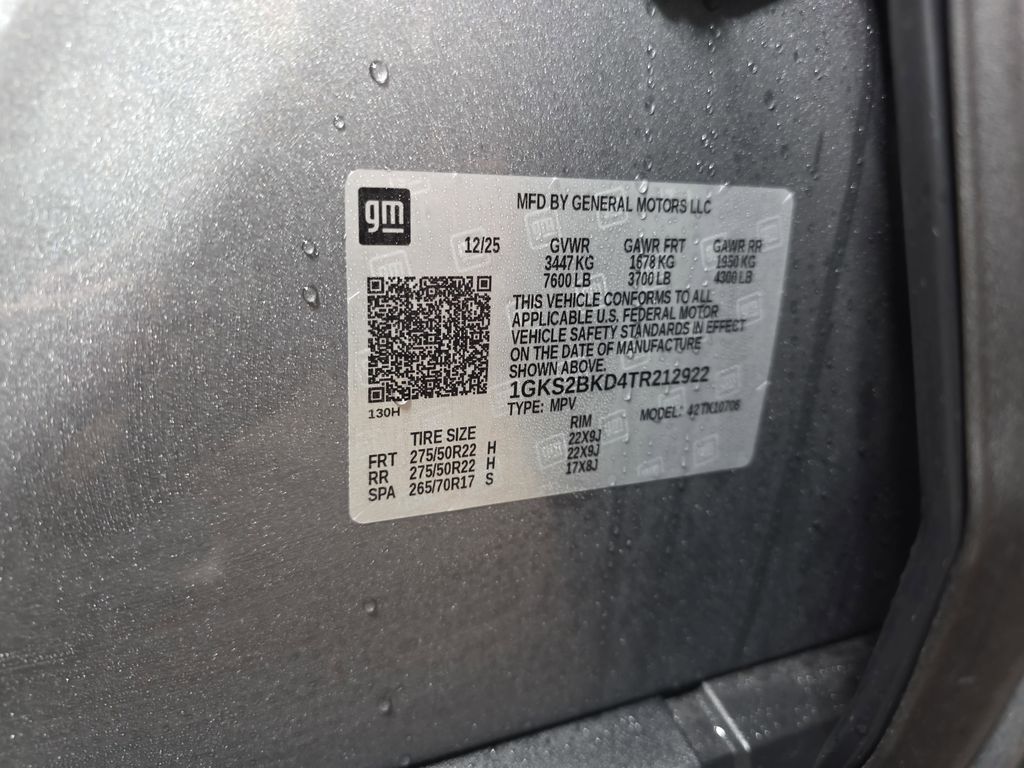 gm
MFD BY GENERAL MOTORS LLC
12/25 GVWR GAWR FRT GAWR RR
3447 KG 1678 KG 1950 KG
7600 LB 3700 LB 4300 LB
THIS VEHICLE CONFORMS TO ALL
APPLICABLE U.S. FEDERAL MOTOR
VEHICLE SAFETY STANDARDS IN EFFECT
ON THE DATE OF MANUFACTURE
SHOWN ABOVE.
1GKS2BKD4TR212922
TYPE: MPV MODEL: 42TK10706
130H
TIRE SIZE RIM
FRT 275/50R22 H 22X9J
RR 275/50R22 H 22X9J
SPA 265/70R17 S 17X8J